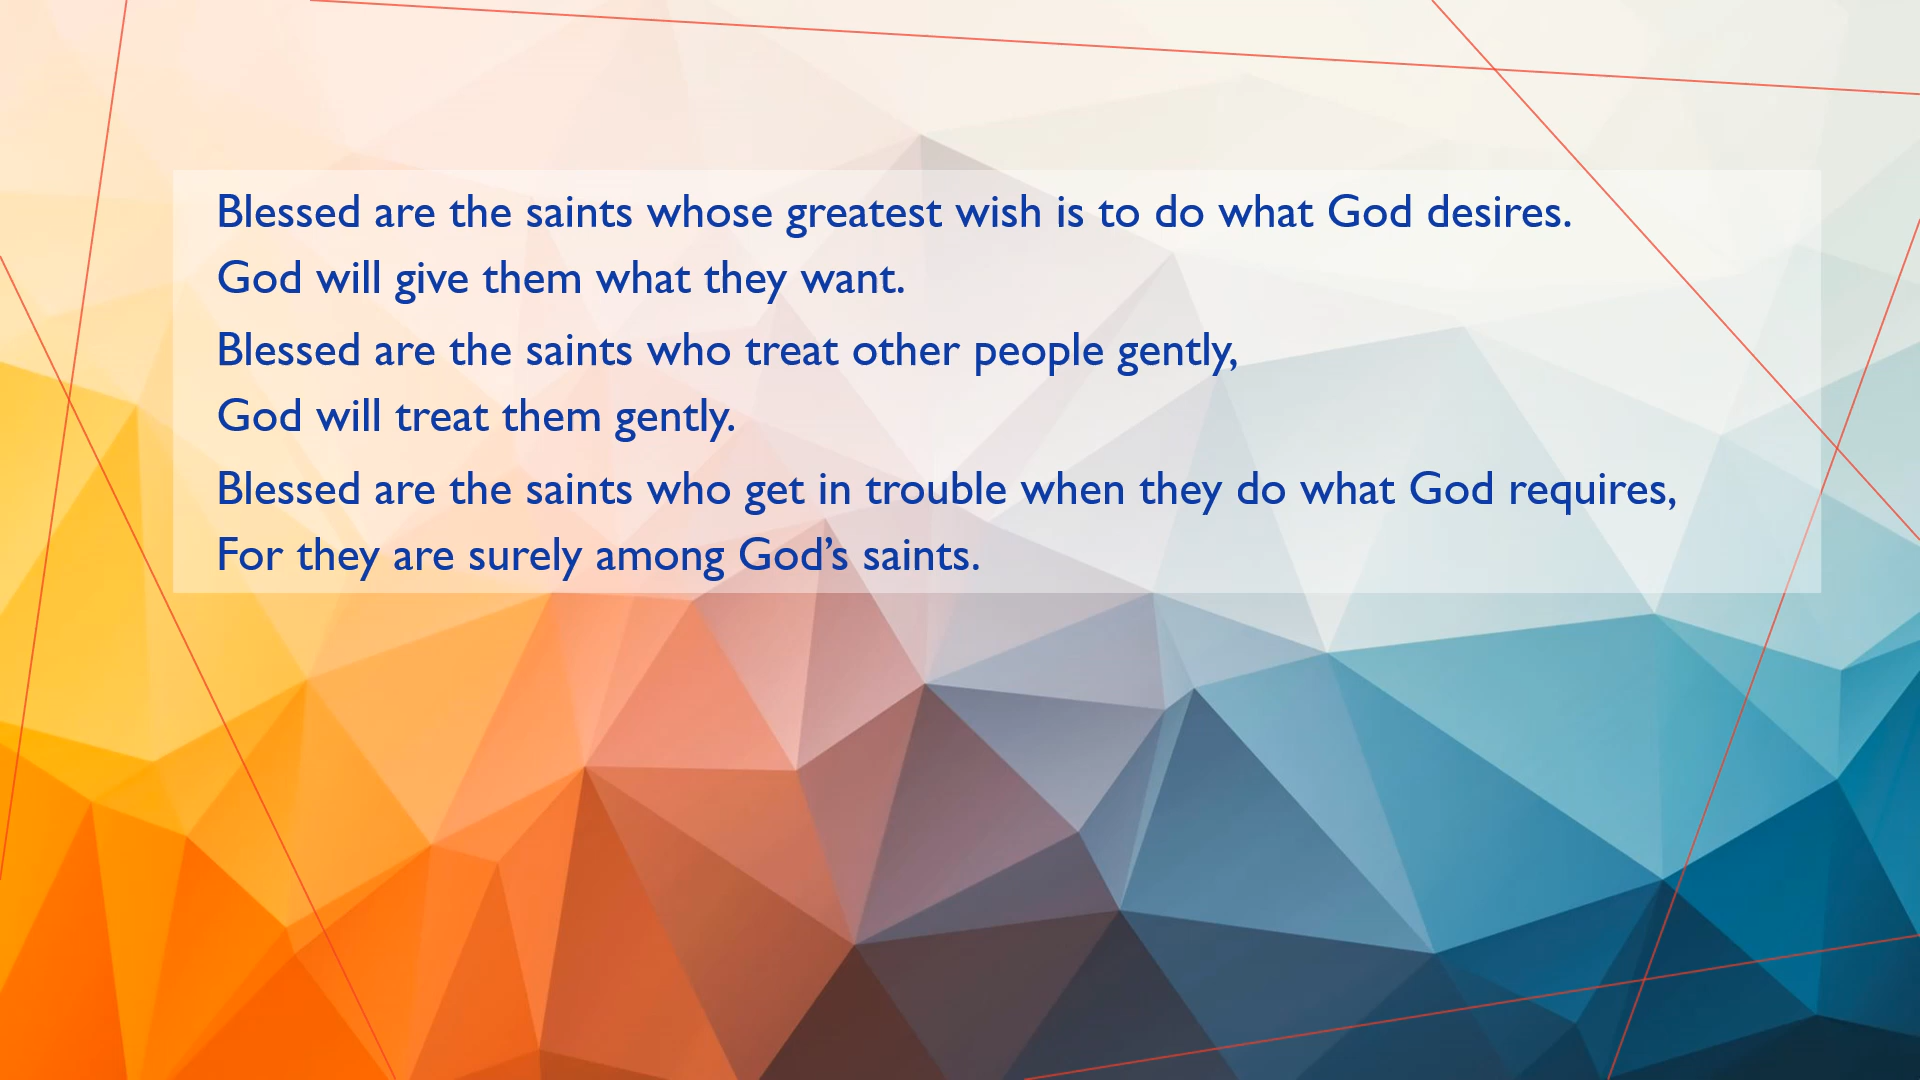 Blessed are the saints whose greatest wish is to do what God desires.
God will give them what they want.
Blessed are the saints who treat other people gently,
God will treat them gently.
Blessed are the saints who get in trouble when they do what God requires,
For they are surely among God’s saints.